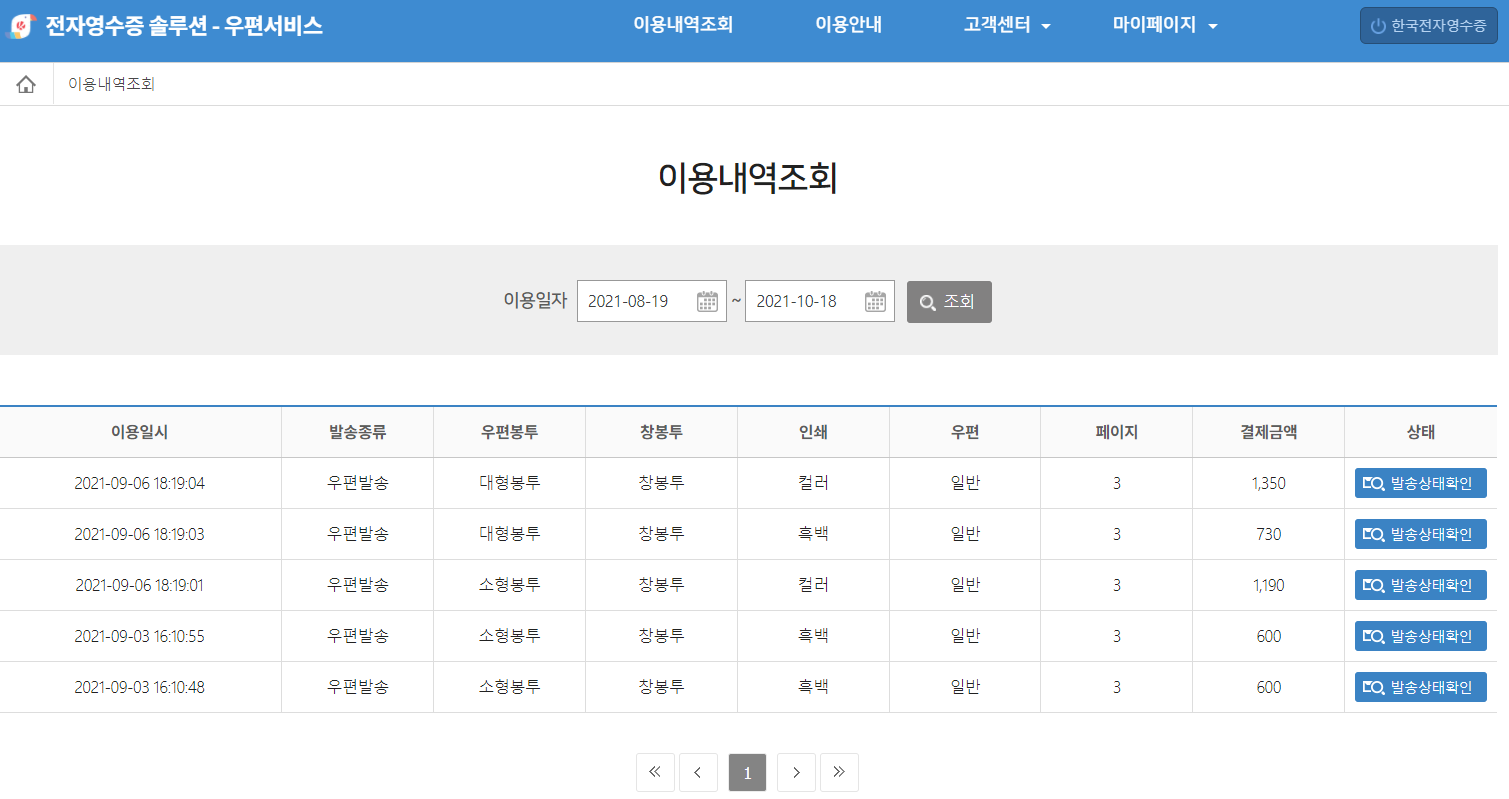 전자영수증 솔루션 - 우편서비스 이용내역조회 이용안내 고객센터 마이페이지 한국전자영수증
이용내역조회
이용내역조회
이용일자 2021-08-19 ~ 2021-10-18 조회
이용일시 발송종류 우편봉투 창봉투 인쇄 우편 페이지 결제금액 상태
2021-09-06 18:19:04 우편발송 대형봉투 창봉투 컬러 일반 3 1,350 발송상태확인
2021-09-06 18:19:03 우편발송 대형봉투 창봉투 흑백 일반 3 730 발송상태확인
2021-09-06 18:19:01 우편발송 소형봉투 창봉투 컬러 일반 3 1,190 발송상태확인
2021-09-03 16:10:55 우편발송 소형봉투 창봉투 흑백 일반 3 600 발송상태확인
2021-09-03 16:10:48 우편발송 소형봉투 창봉투 흑백 일반 3 600 발송상태확인
« ‹ 1 › »